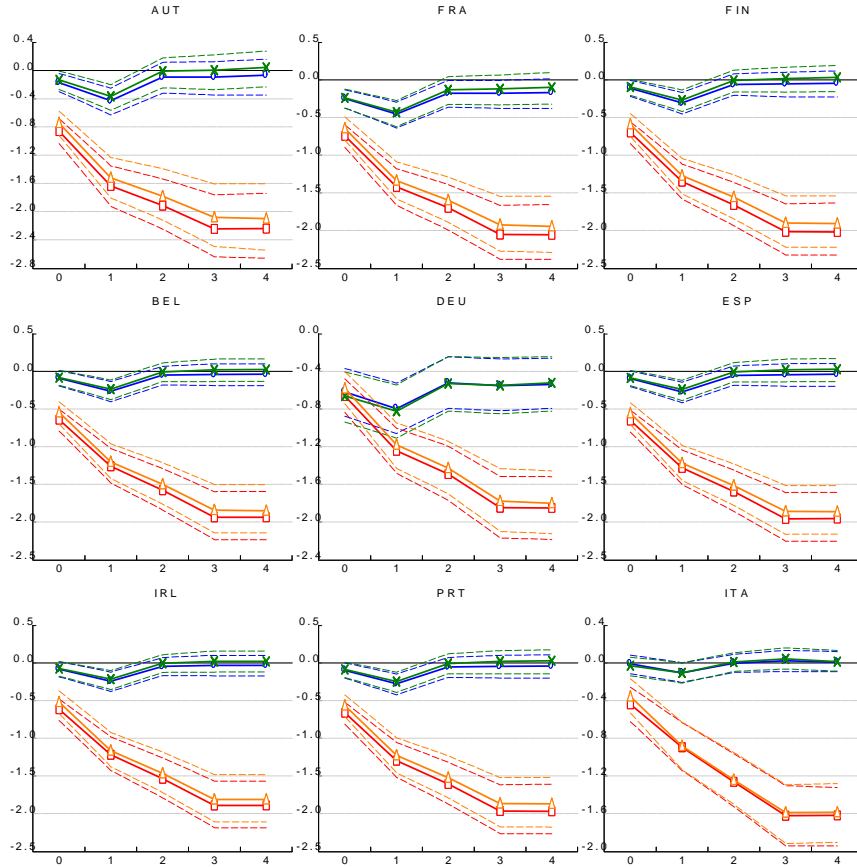 AUT FRA FIN
0.4 0.5 0.5
0.0 0.0 0.0
-0.4 -0.5 -0.5
-0.8
-1.2 -1.0 -1.0
-1.6 -1.5 -1.5
-2.0 -2.0 -2.0
-2.4
-2.8 -2.5 -2.5
0 1 2 3 4 0 1 2 3 4 0 1 2 3 4
BEL DEU ESP
0.5 0.0 0.5
0.0 -0.4 0.0
-0.5 -0.8 -0.5
-1.0 -1.2 -1.0
-1.5 -1.6 -1.5
-2.0 -2.0 -2.0
-2.5 -2.4 -2.5
0 1 2 3 4 0 1 2 3 4 0 1 2 3 4
IRL PRT ITA
0.5 0.5 0.4
0.0 0.0 0.0
-0.5 -0.5 -0.4
-1.0 -1.0 -0.8
-1.5 -1.5 -1.2
-2.0 -2.0 -1.6
-2.5 -2.5 -2.0
0 1 2 3 4 0 1 2 3 4 0 1 2 3 4